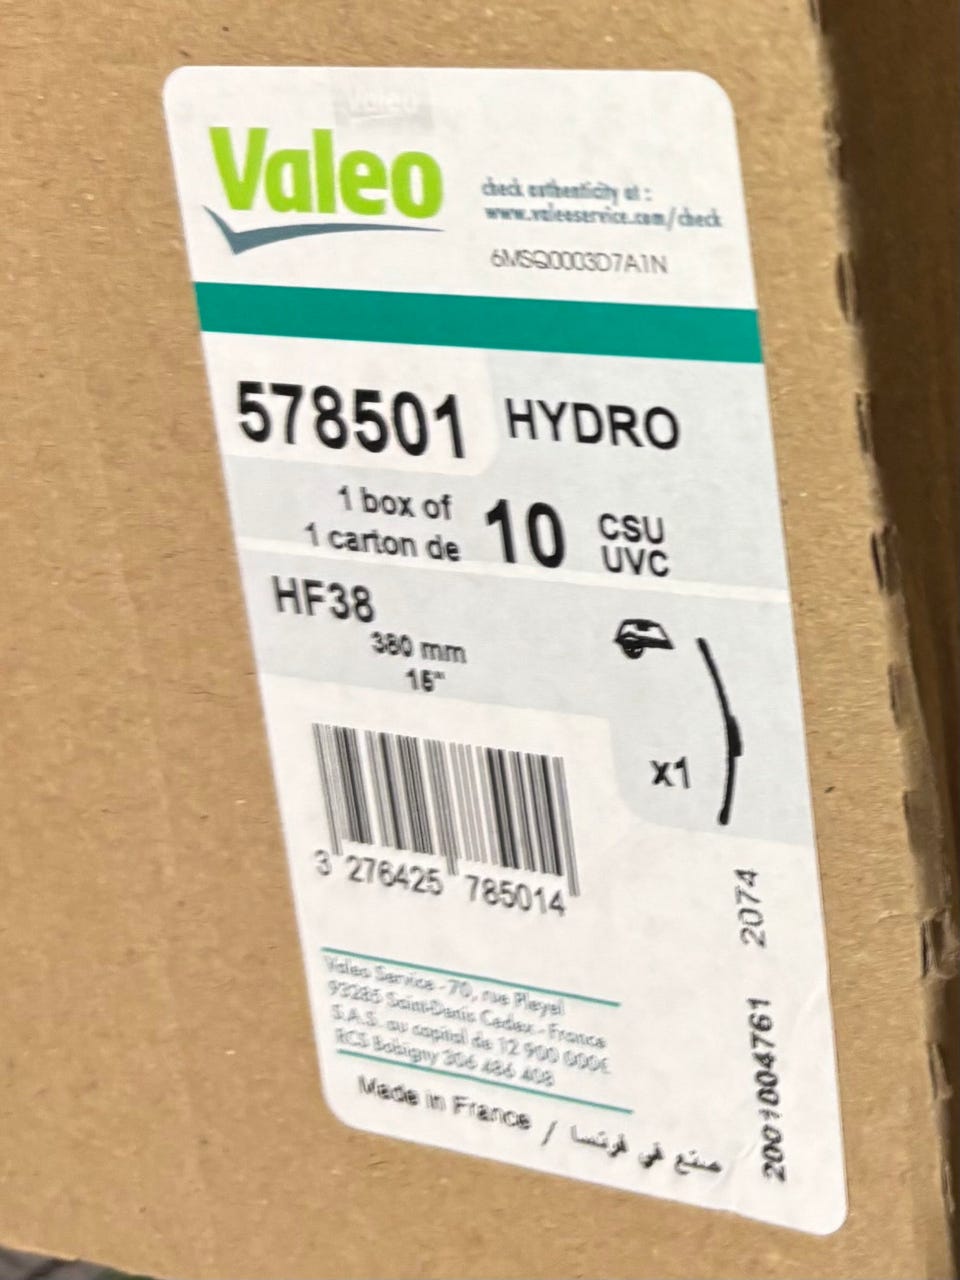 Valeo
check authenticity at :
www.valeoservice.com/check
6MSQ0003D7A1N
578501 HYDRO
1 box of
1 carton de
10
CSU
UVC
HF38
380 mm
15"
x1
3 276425 785014
Valeo Service - 70, rue Pleyel
93285 Saint-Denis Cedex - France
S.A.S. au capital de 12 900 000€
RCS Bobigny 306 486 408
Made in France / صنع في فرنسا
2001004761 2074